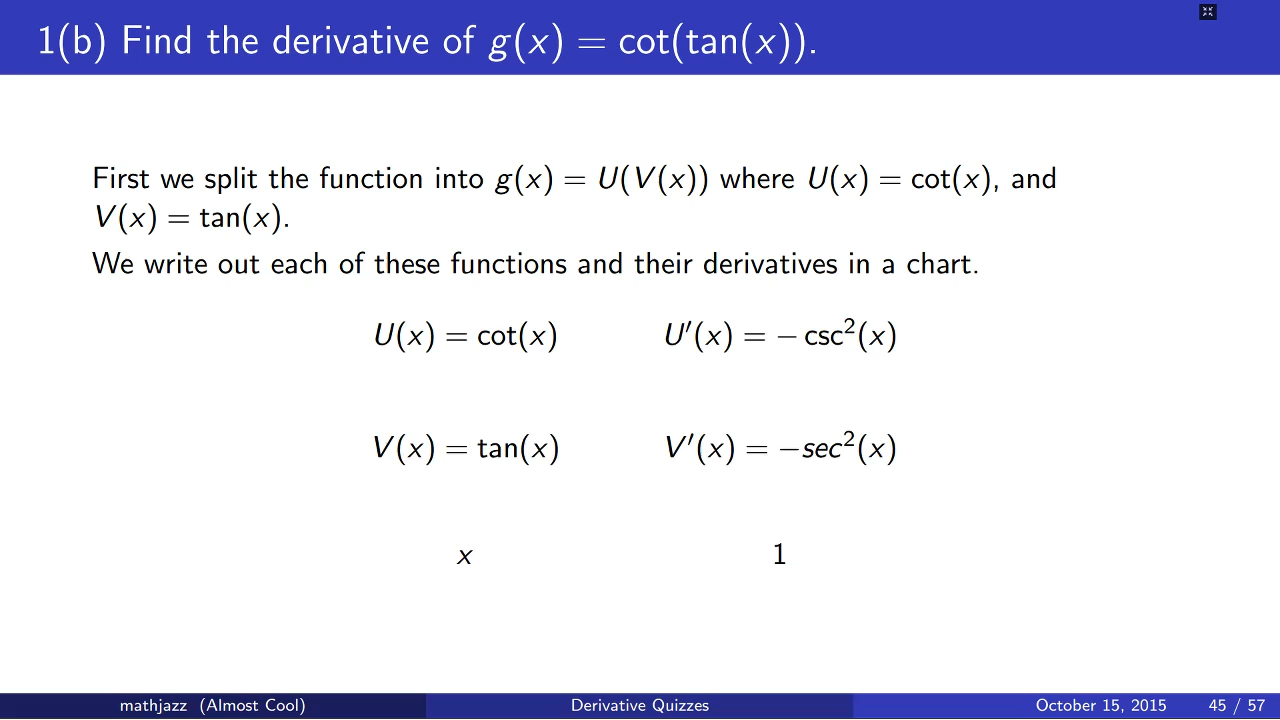 1(b) Find the derivative of g(x) = cot(tan(x)).
First we split the function into g(x) = U(V(x)) where U(x) = cot(x), and
V(x) = tan(x).
We write out each of these functions and their derivatives in a chart.
U(x) = cot(x) U′(x) = − csc²(x)
V(x) = tan(x) V′(x) = −sec²(x)
x 1
mathjazz (Almost Cool) Derivative Quizzes October 15, 2015 45 / 57